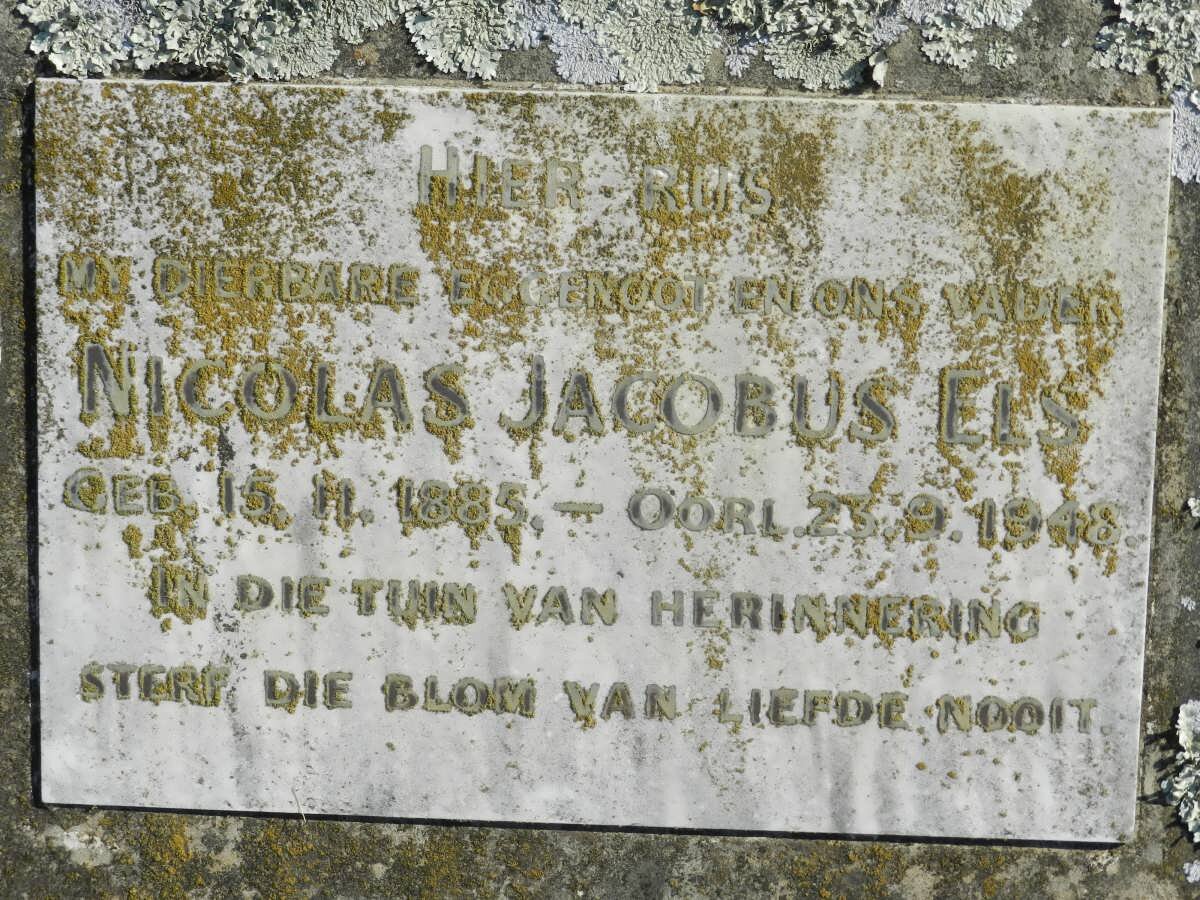 HIER RUS
MY DIERBARE EGGENOOT EN ONS VADER
NICOLAS JACOBUS ELS
GEB. 15. 11. 1885. — OORL. 23. 9. 1948.
IN DIE TUIN VAN HERINNERING
STERF DIE BLOM VAN LIEFDE NOOIT.